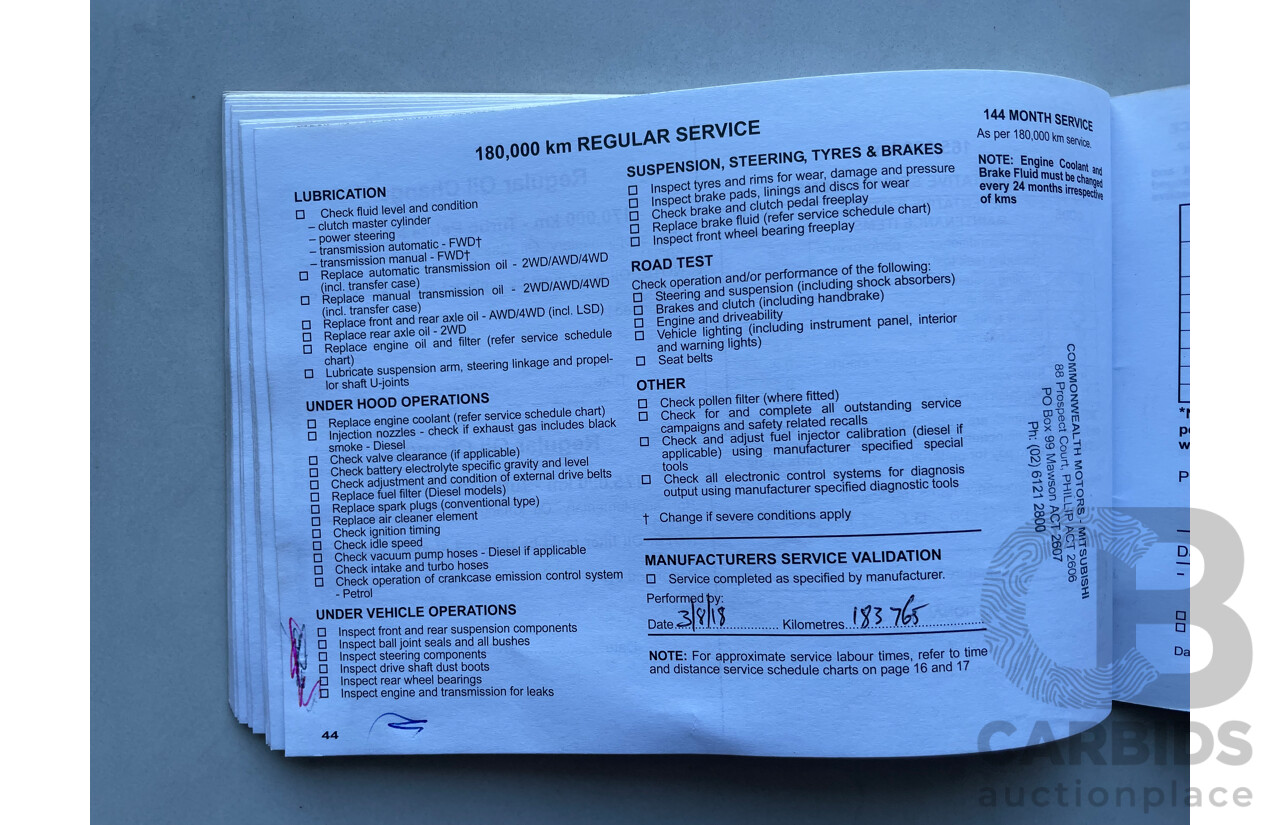 180,000 km REGULAR SERVICE
LUBRICATION
Check fluid level and condition
– clutch master cylinder
– power steering
– transmission automatic - FWD†
– transmission manual - FWD†
Replace automatic transmission oil - 2WD/AWD/4WD
(incl. transfer case)
Replace manual transmission oil - 2WD/AWD/4WD
(incl. transfer case)
Replace front and rear axle oil - AWD/4WD (incl. LSD)
Replace rear axle oil - 2WD
Replace engine oil and filter (refer service schedule
chart)
Lubricate suspension arm, steering linkage and propel-
lor shaft U-joints
UNDER HOOD OPERATIONS
Replace engine coolant (refer service schedule chart)
Injection nozzles - check if exhaust gas includes black
smoke - Diesel
Check valve clearance (if applicable)
Check battery electrolyte specific gravity and level
Check adjustment and condition of external drive belts
Replace fuel filter (Diesel models)
Replace spark plugs (conventional type)
Replace air cleaner element
Check ignition timing
Check idle speed
Check vacuum pump hoses - Diesel if applicable
Check intake and turbo hoses
Check operation of crankcase emission control system
- Petrol
UNDER VEHICLE OPERATIONS
Inspect front and rear suspension components
Inspect ball joint seals and all bushes
Inspect steering components
Inspect drive shaft dust boots
Inspect rear wheel bearings
Inspect engine and transmission for leaks
44
SUSPENSION, STEERING, TYRES & BRAKES
Inspect tyres and rims for wear, damage and pressure
Inspect brake pads, linings and discs for wear
Check brake and clutch pedal freeplay
Replace brake fluid (refer service schedule chart)
Inspect front wheel bearing freeplay
ROAD TEST
Check operation and/or performance of the following:
Steering and suspension (including shock absorbers)
Brakes and clutch (including handbrake)
Engine and driveability
Vehicle lighting (including instrument panel, interior
and warning lights)
Seat belts
OTHER
Check pollen filter (where fitted)
Check for and complete all outstanding service
campaigns and safety related recalls
Check and adjust fuel injector calibration (diesel if
applicable) using manufacturer specified special
tools
Check all electronic control systems for diagnosis
output using manufacturer specified diagnostic tools
† Change if severe conditions apply
MANUFACTURERS SERVICE VALIDATION
Service completed as specified by manufacturer.
Performed by:
Date 3/8/18 Kilometres 183 765
NOTE: For approximate service labour times, refer to time
and distance service schedule charts on page 16 and 17
144 MONTH SERVICE
As per 180,000 km service.
NOTE: Engine Coolant and
Brake Fluid must be changed
every 24 months irrespective
of kms
COMMONWEALTH MOTORS - MITSUBISHI
88 Prospect Court, PHILLIP ACT 2606
PO Box 99 Mawson ACT 2607
Ph: (02) 6121 2800
CB
CARBIDS
auctionplace